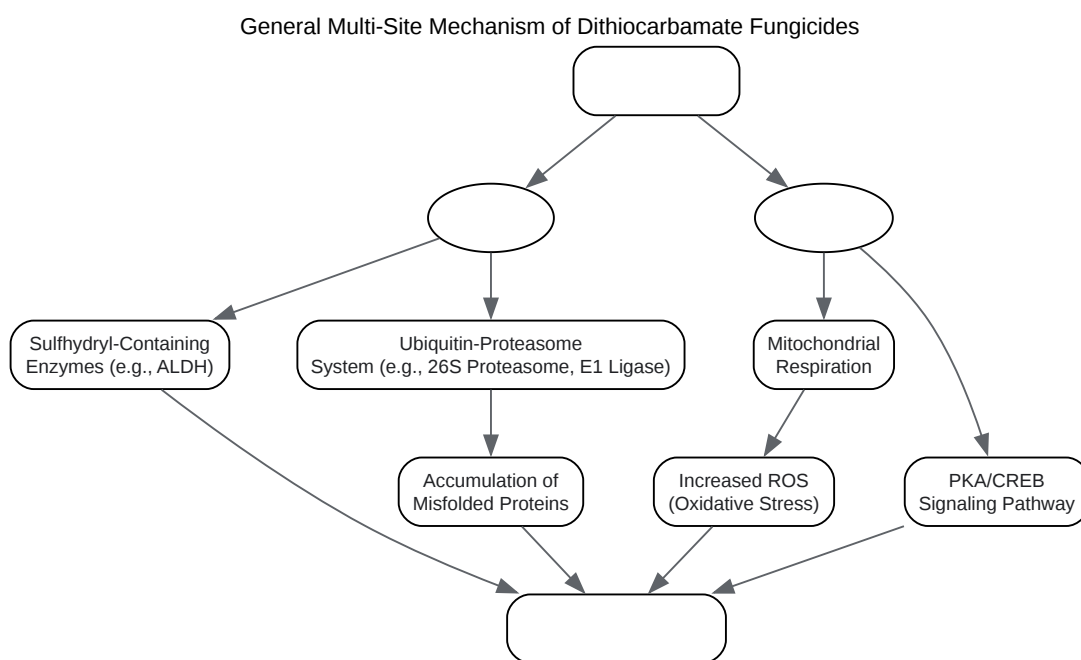 General Multi-Site Mechanism of Dithiocarbamate Fungicides
Sulfhydryl-Containing
Enzymes (e.g., ALDH)
Ubiquitin-Proteasome
System (e.g., 26S Proteasome, E1 Ligase)
Mitochondrial
Respiration
Accumulation of
Misfolded Proteins
Increased ROS
(Oxidative Stress)
PKA/CREB
Signaling Pathway